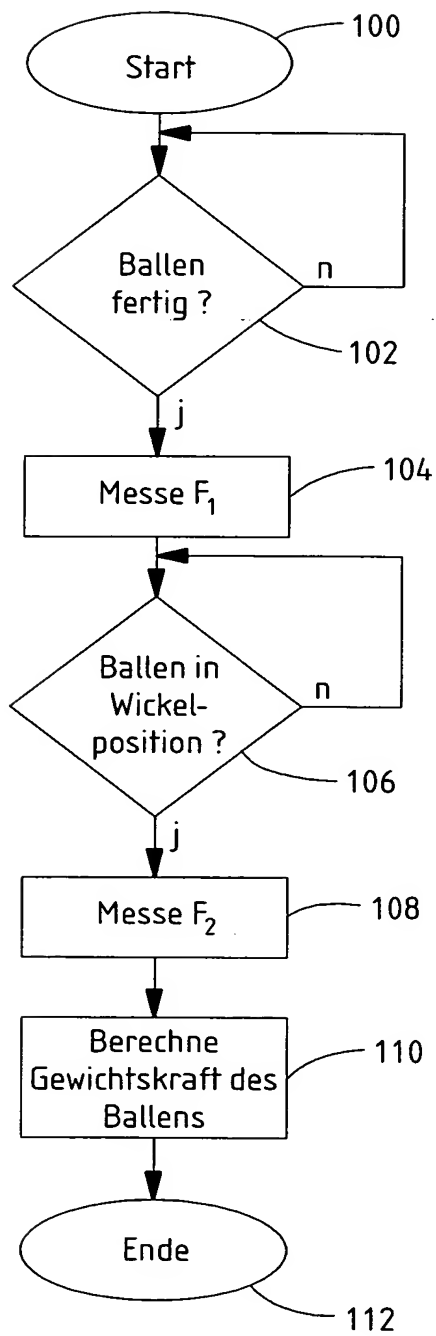 100
Start
Ballen
fertig ?
n
102
j
104
Messe F₁
Ballen in
Wickel-
position ?
n
106
j
Messe F₂
108
Berechne
Gewichtskraft des
Ballens
110
Ende
112